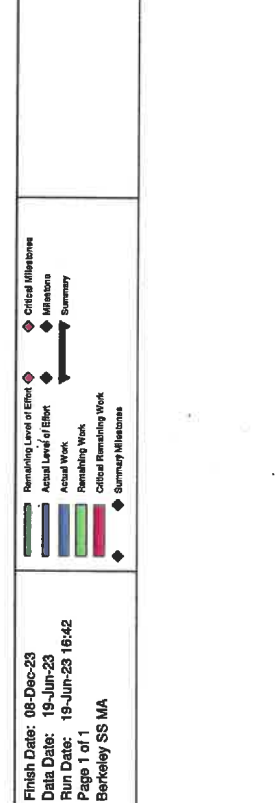 Finish Date: 08-Dec-23
Data Date: 19-Jun-23
Run Date: 19-Jun-23 16:42
Page 1 of 1
Berkeley SS MA
Remaining Level of Effort
Actual Level of Effort
Actual Work
Remaining Work
Critical Remaining Work
Summary Milestones
Critical Milestones
Milestone
Summary